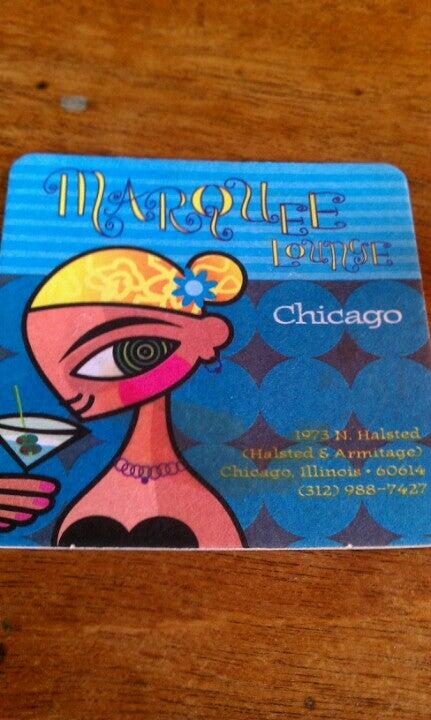 MARQUEE
LOUNGE
Chicago
1973 N. Halsted
(Halsted & Armitage)
Chicago, Illinois • 60614
(312) 988-7427